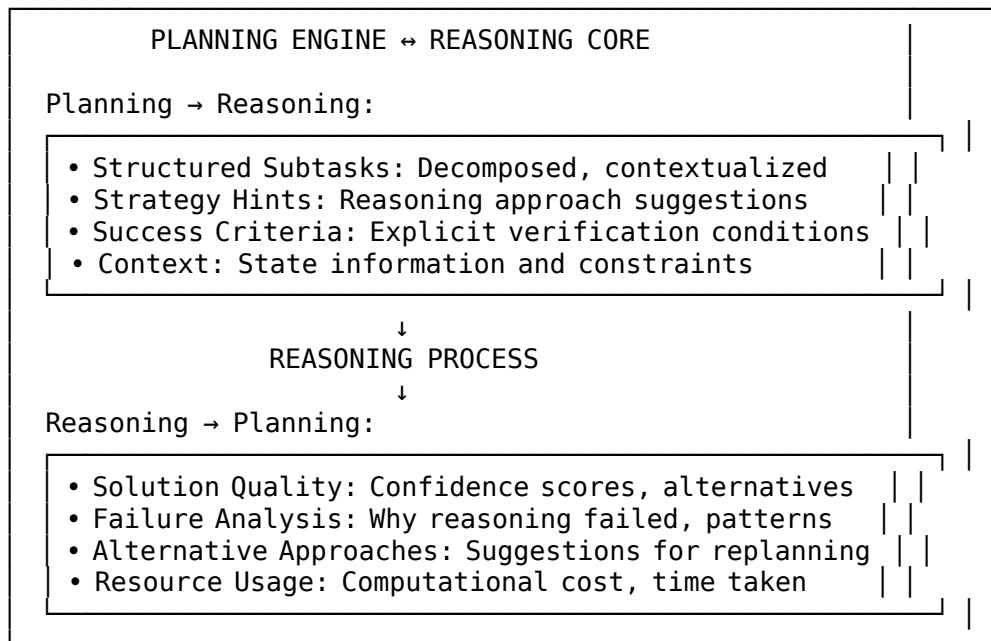 PLANNING ENGINE ↔ REASONING CORE
Planning → Reasoning:
• Structured Subtasks: Decomposed, contextualized
• Strategy Hints: Reasoning approach suggestions
• Success Criteria: Explicit verification conditions
• Context: State information and constraints
↓
REASONING PROCESS
↓
Reasoning → Planning:
• Solution Quality: Confidence scores, alternatives
• Failure Analysis: Why reasoning failed, patterns
• Alternative Approaches: Suggestions for replanning
• Resource Usage: Computational cost, time taken